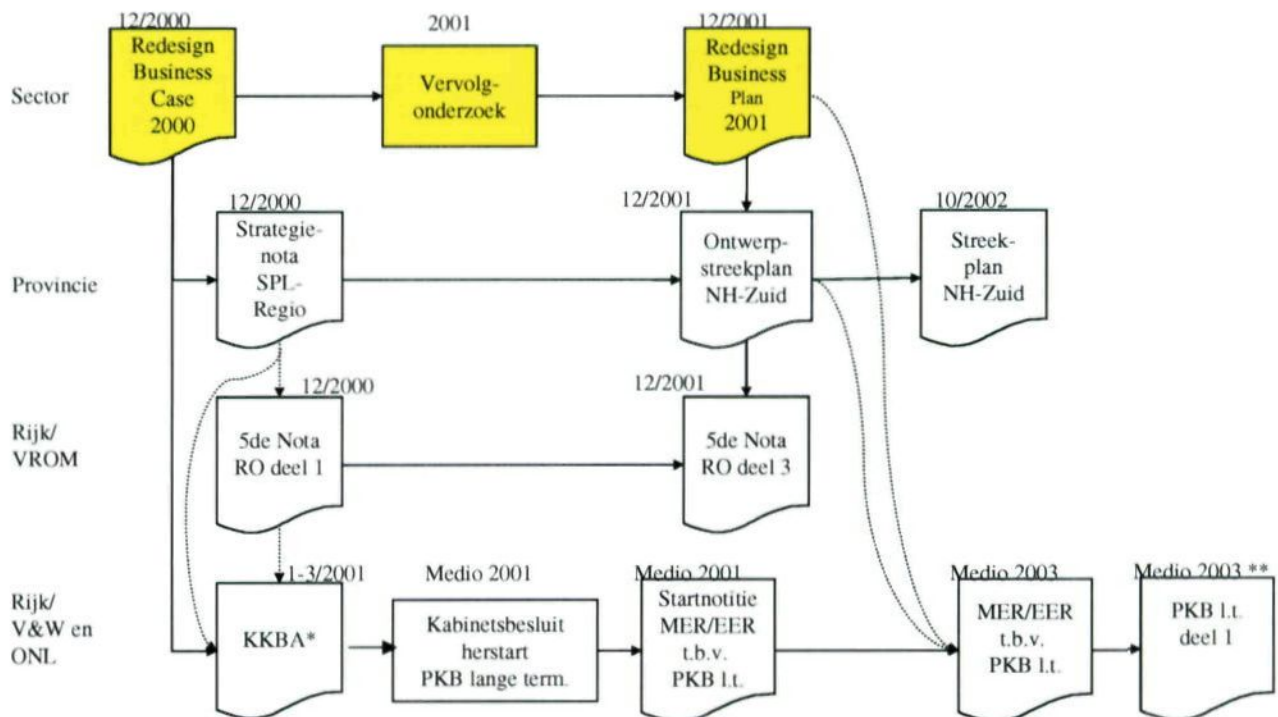 12/2000
Redesign
Business
Case
2000
2001
Vervolg-
onderzoek
12/2001
Redesign
Business
Plan
2001
Sector
12/2000
Strategie-
nota
SPL-
Regio
12/2001
Ontwerp-
streekplan
NH-Zuid
10/2002
Streek-
plan
NH-Zuid
Provincie
12/2000
5de Nota
RO deel 1
12/2001
5de Nota
RO deel 3
Rijk/
VROM
1-3/2001
KKBA*
Medio 2001
Kabinetsbesluit
herstart
PKB lange term.
Medio 2001
Startnotitie
MER/EER
t.b.v.
PKB l.t.
Medio 2003
MER/EER
t.b.v.
PKB l.t.
Medio 2003 **
PKB l.t.
deel 1
Rijk/
V&W en
ONL